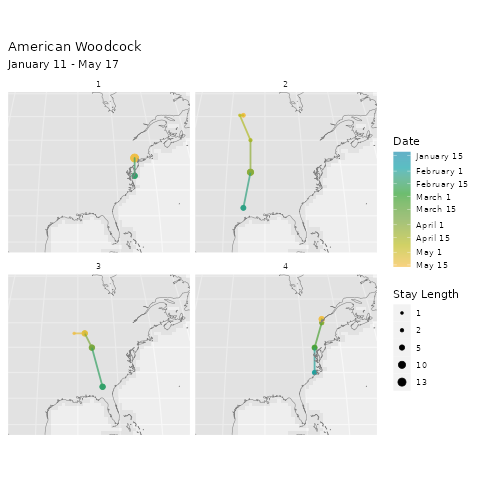 American Woodcock
January 11 - May 17
1
2
3
4
Date
January 15
February 1
February 15
March 1
March 15
April 1
April 15
May 1
May 15
Stay Length
1
2
5
10
13